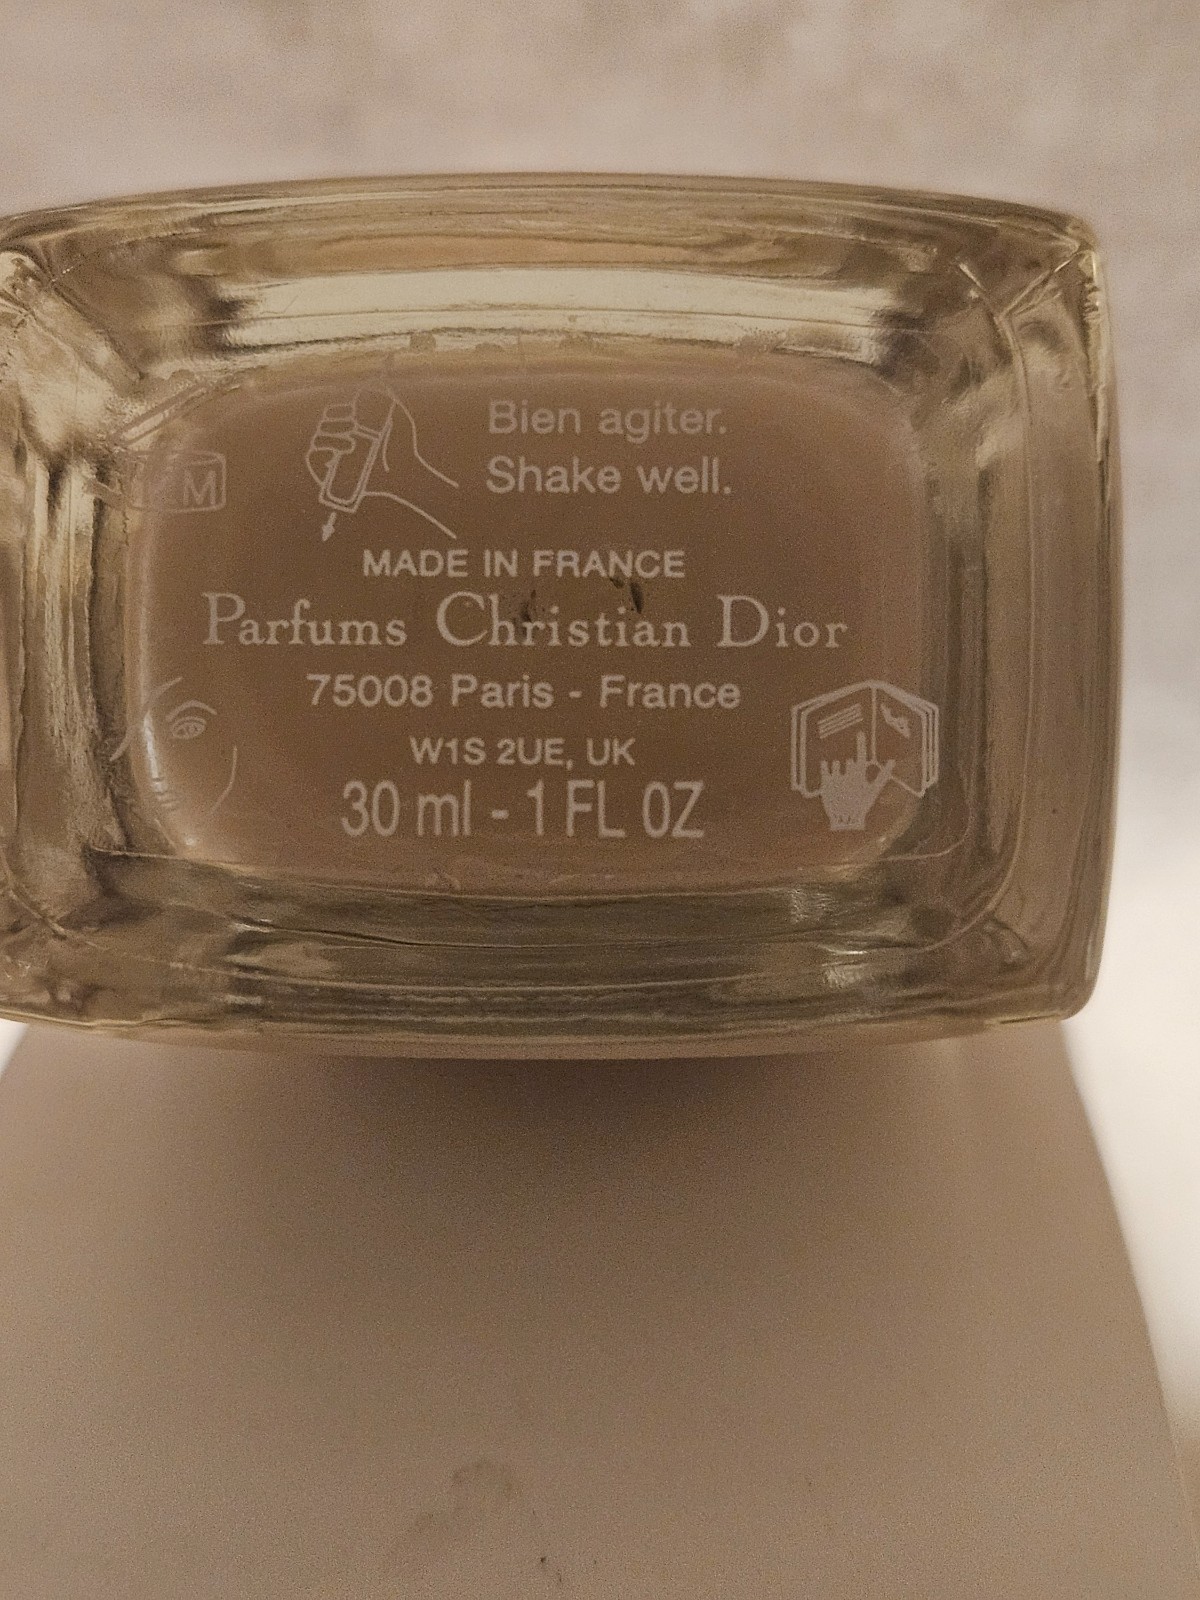 Bien agiter.
Shake well.
MADE IN FRANCE
Parfums Christian Dior
75008 Paris - France
W1S 2UE, UK
30 ml - 1 FL OZ